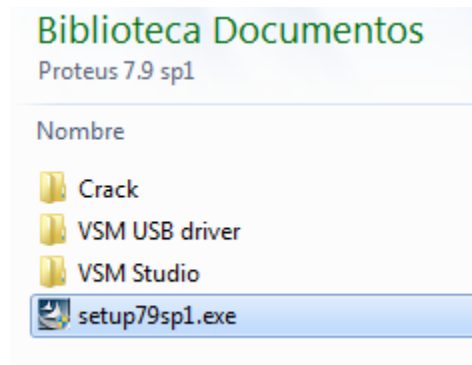 Biblioteca Documentos
Proteus 7.9 sp1
Nombre
Crack
VSM USB driver
VSM Studio
setup79sp1.exe